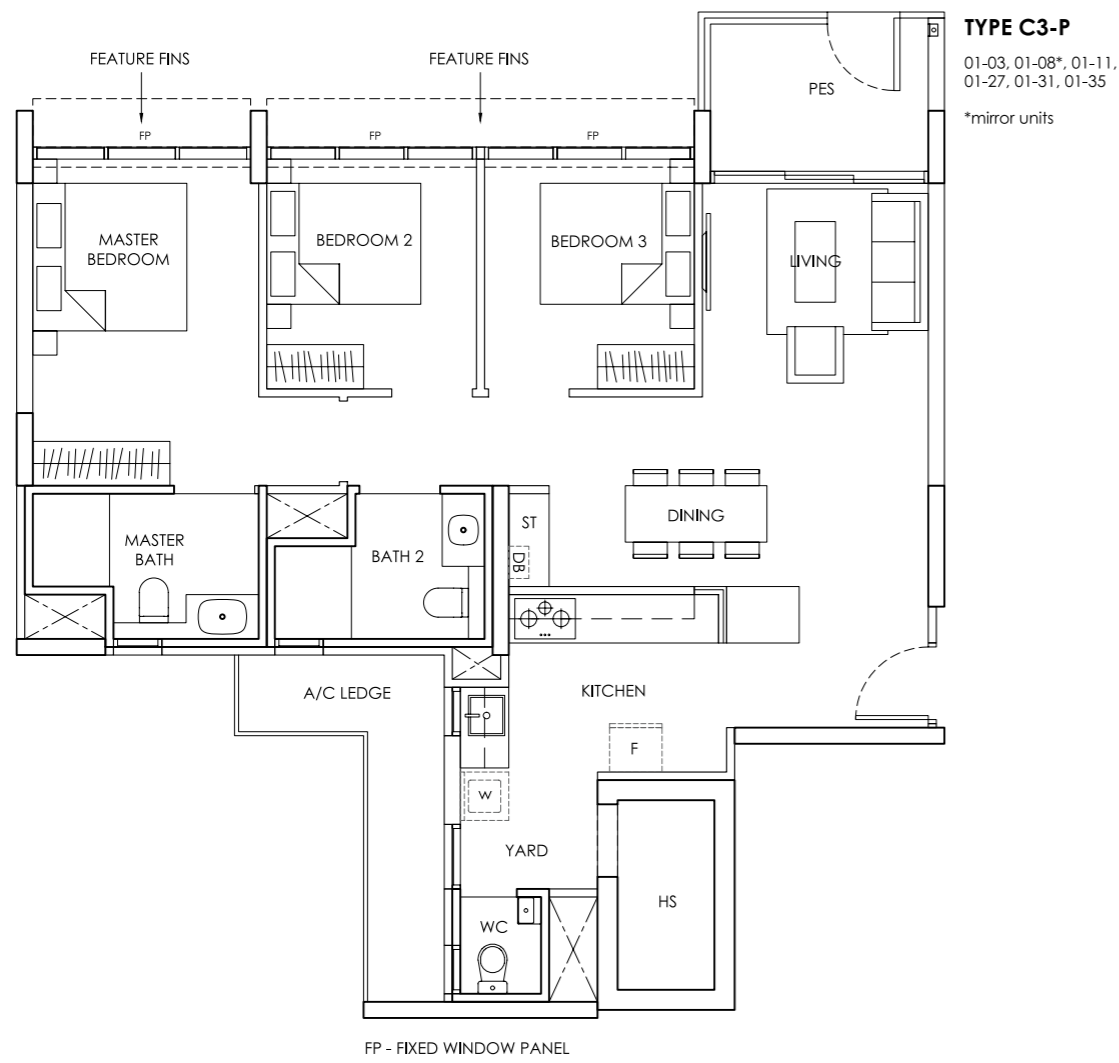 TYPE C3-P
01-03, 01-08*, 01-11,
01-27, 01-31, 01-35
*mirror units
FEATURE FINS
FEATURE FINS
PES
FP
FP
FP
MASTER
BEDROOM
BEDROOM 2
BEDROOM 3
LIVING
DINING
ST
DB
MASTER
BATH
BATH 2
A/C LEDGE
KITCHEN
F
W
YARD
WC
HS
FP - FIXED WINDOW PANEL